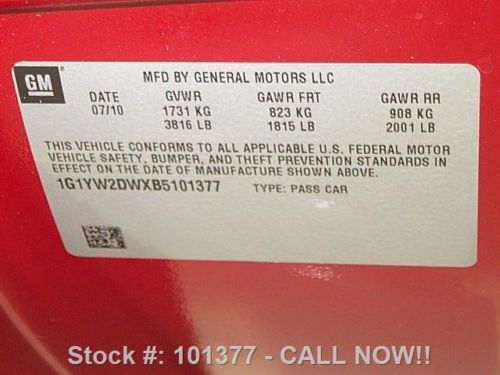 GM
MFD BY GENERAL MOTORS LLC
DATE GVWR GAWR FRT GAWR RR
07/10 1731 KG 823 KG 908 KG
3816 LB 1815 LB 2001 LB
THIS VEHICLE CONFORMS TO ALL APPLICABLE U.S. FEDERAL MOTOR
VEHICLE SAFETY, BUMPER, AND THEFT PREVENTION STANDARDS IN
EFFECT ON THE DATE OF MANUFACTURE SHOWN ABOVE.
1G1YW2DWXB5101377 TYPE: PASS CAR
Stock #: 101377 - CALL NOW!!